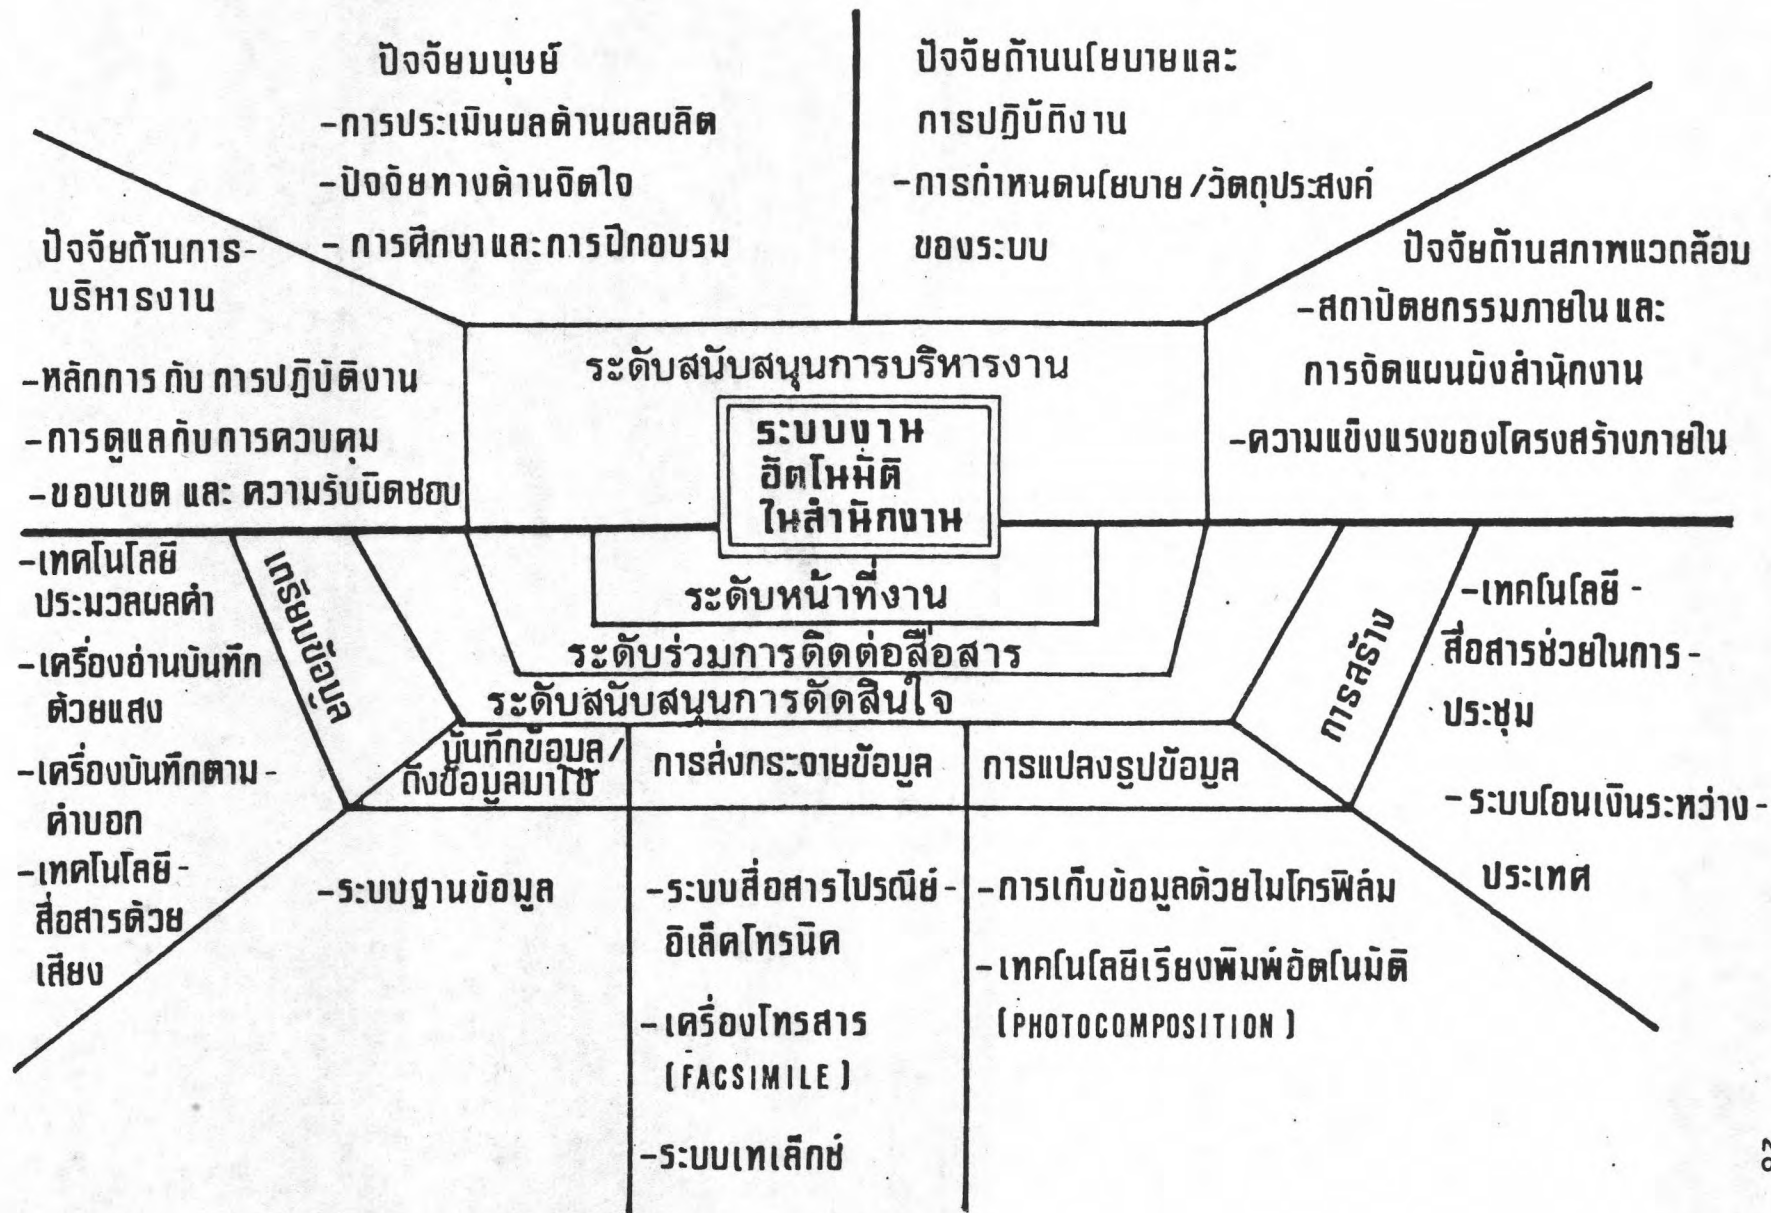 ปัจจัยมนุษย์
-การประเมินผลด้านผลผลิต
-ปัจจัยทางด้านจิตใจ
- การศึกษาและการฝึกอบรม
ปัจจัยด้านนโยบายและ
การปฏิบัติงาน
-การกำหนดนโยบาย/วัตถุประสงค์
ของระบบ
ปัจจัยด้านการ-
บริหารงาน
-หลักการ กับ การปฏิบัติงาน
-การดูแลกับการควบคุม
-ขอบเขต และ ความรับผิดชอบ
ปัจจัยด้านสภาพแวดล้อม
-สถาปัตยกรรมภายใน และ
การจัดแผนผังสำนักงาน
-ความแข็งแรงของโครงสร้างภายใน
ระดับสนับสนุนการบริหารงาน
ระบบงาน
อัตโนมัติ
ในสำนักงาน
ระดับหน้าที่งาน
ระดับร่วมการติดต่อสื่อสาร
ระดับสนับสนุนการตัดสินใจ
-เทคโนโลยี
ประมวลผลคำ
-เครื่องอ่านบันทึก
ด้วยแสง
-เครื่องบันทึกตาม-
คำบอก
-เทคโนโลยี-
สื่อสารด้วย
เสียง
เตรียมข้อมูล
บันทึกข้อมูล/
ดึงข้อมูลมาใช้
การส่งกระจายข้อมูล
การแปลงรูปข้อมูล
การสร้าง
-เทคโนโลยี-
สื่อสารช่วยในการ-
ประชุม
-ระบบโอนเงินระหว่าง-
ประเทศ
-ระบบฐานข้อมูล
-ระบบสื่อสารไปรณีย์-
อิเล็คโทรนิค
-เครื่องโทรสาร
(FACSIMILE)
-ระบบเทเล็กซ์
-การเก็บข้อมูลด้วยไมโครฟิล์ม
-เทคโนโลยีเรียงพิมพ์อัตโนมัติ
(PHOTOCOMPOSITION)